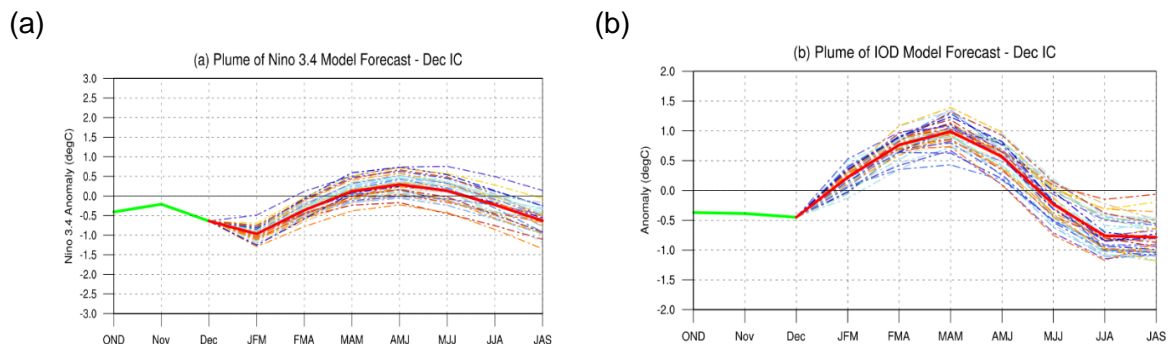 (a)
(b)
(a) Plume of Nino 3.4 Model Forecast - Dec IC
(b) Plume of IOD Model Forecast - Dec IC
Nino 3.4 Anomaly (degC)
3.0
2.5
2.0
1.5
1.0
0.5
0.0
-0.5
-1.0
-1.5
-2.0
-2.5
-3.0
OND Nov Dec JFM FMA MAM AMJ MJJ JJA JAS
Anomaly (degC)
2.0
1.5
1.0
0.5
0.0
-0.5
-1.0
-1.5
-2.0
OND Nov Dec JFM FMA MAM AMJ MJJ JJA JAS